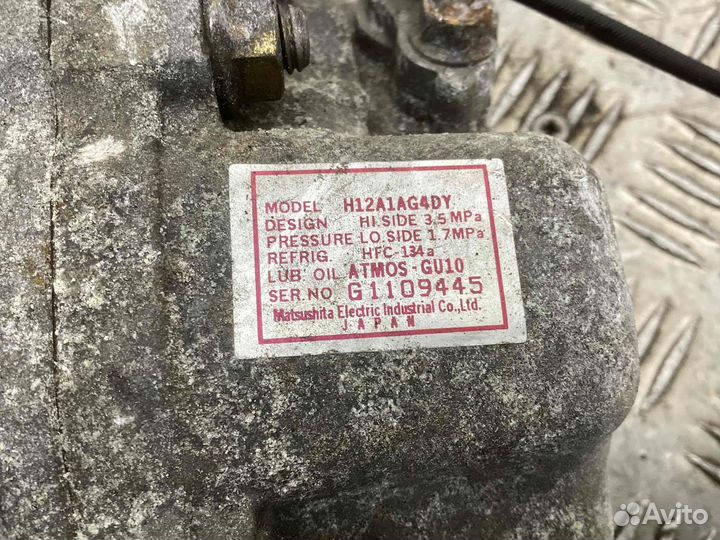 MODEL H12A1AG4DY
DESIGN HI.SIDE 3.5MPa
PRESSURE LO.SIDE 1.7MPa
REFRIG. HFC-134a
LUB. OIL. ATMOS-GU10
SER.NO. G1109445
Matsushita Electric Industrial Co., Ltd.
JAPAN
Avito